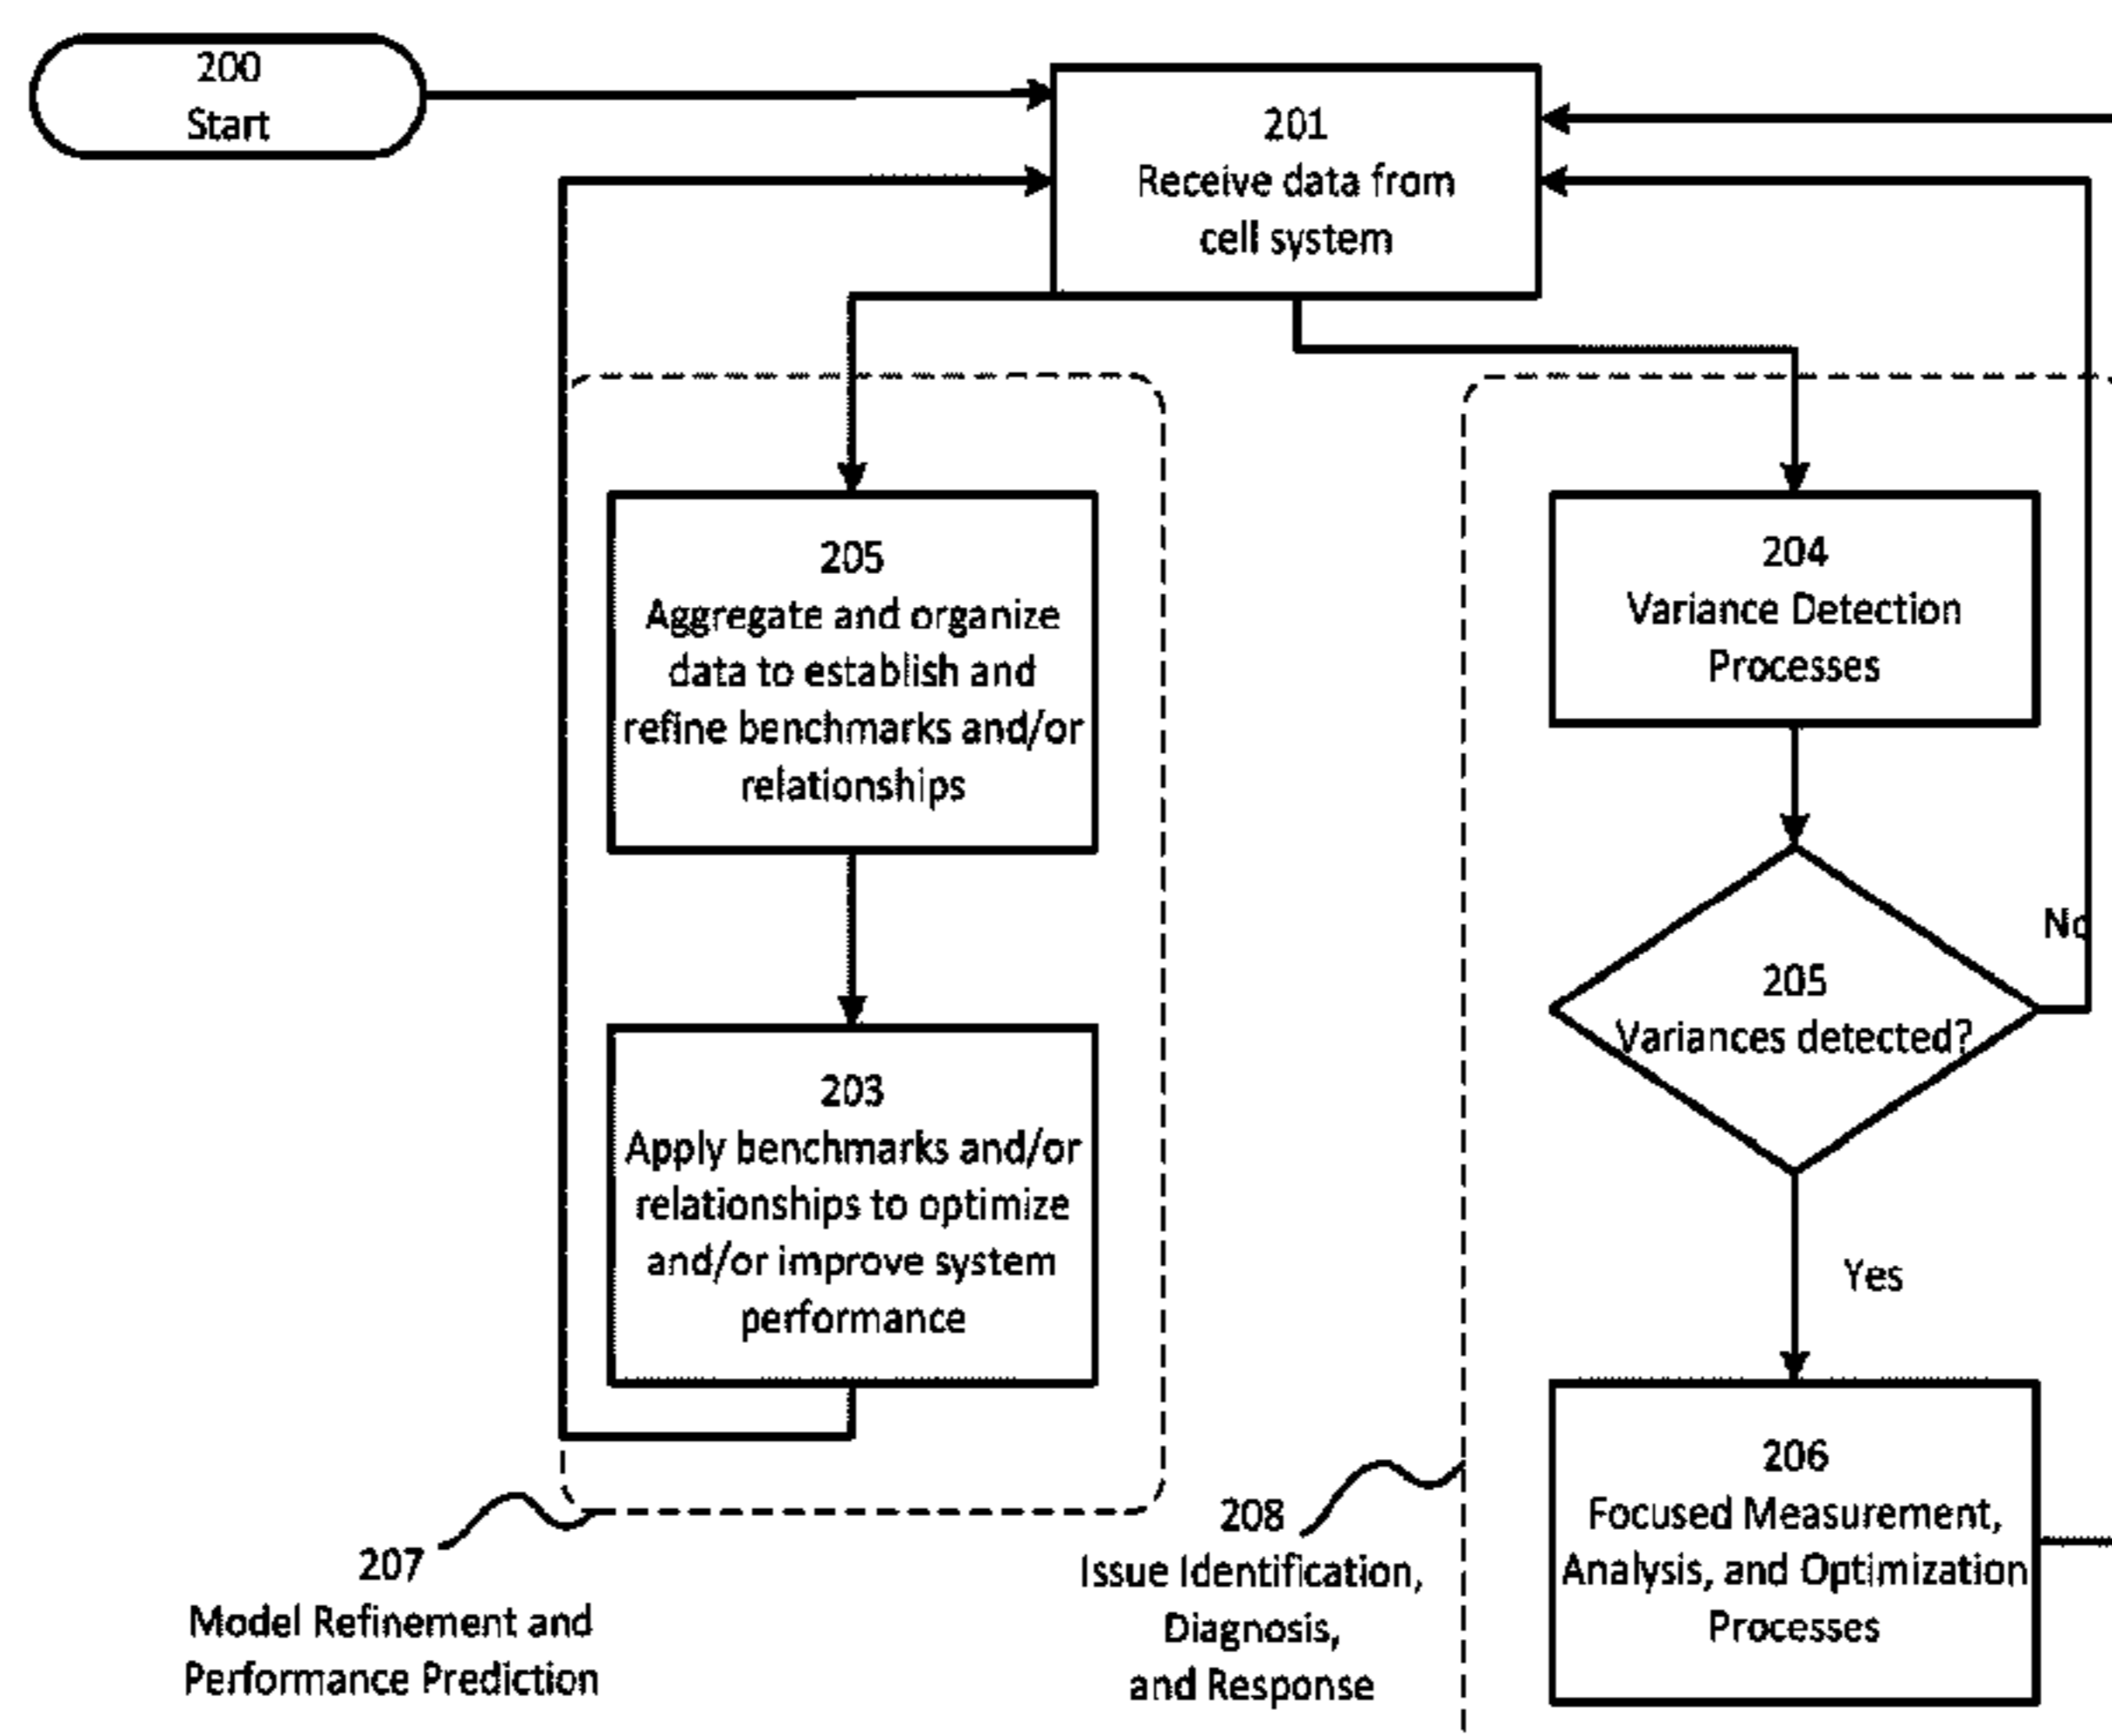 200
Start
201
Receive data from
cell system
205
Aggregate and organize
data to establish and
refine benchmarks and/or
relationships
203
Apply benchmarks and/or
relationships to optimize
and/or improve system
performance
207
Model Refinement and
Performance Prediction
204
Variance Detection
Processes
205
Variances detected?
No
Yes
206
Focused Measurement,
Analysis, and Optimization
Processes
208
Issue Identification,
Diagnosis,
and Response